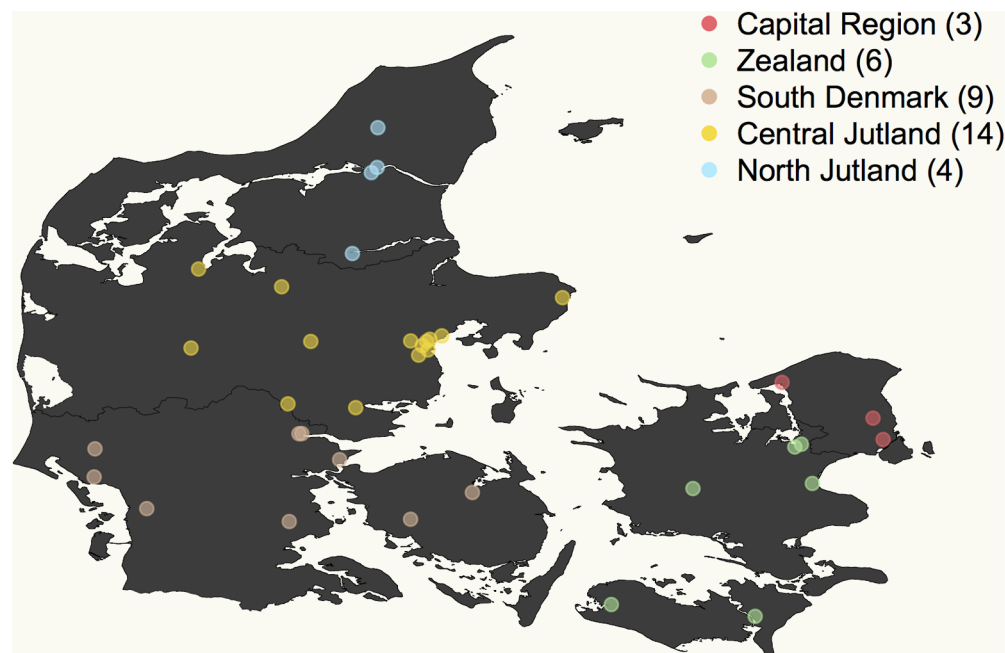 Capital Region (3)
Zealand (6)
South Denmark (9)
Central Jutland (14)
North Jutland (4)